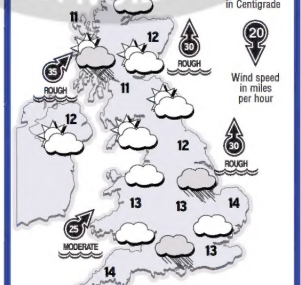 in Centigrade
11
12
30
20
ROUGH
35
ROUGH
Wind speed
in miles
per hour
11
12
12
30
ROUGH
13
13
14
25
MODERATE
13
14